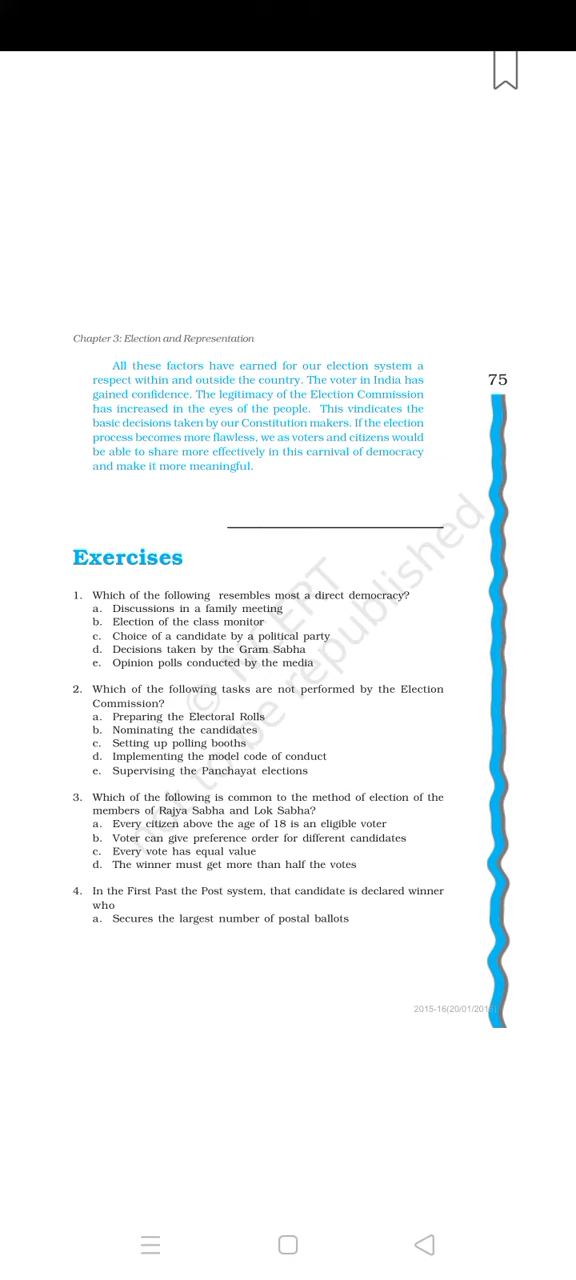 Chapter 3: Election and Representation
All these factors have earned for our election system a
respect within and outside the country. The voter in India has
gained confidence. The legitimacy of the Election Commission
has increased in the eyes of the people. This vindicates the
basic decisions taken by our Constitution makers. If the election
process becomes more flawless, we as voters and citizens would
be able to share more effectively in this carnival of democracy
and make it more meaningful.
75
Exercises
1. Which of the following resembles most a direct democracy?
a. Discussions in a family meeting
b. Election of the class monitor
c. Choice of a candidate by a political party
d. Decisions taken by the Gram Sabha
e. Opinion polls conducted by the media
2. Which of the following tasks are not performed by the Election
Commission?
a. Preparing the Electoral Rolls
b. Nominating the candidates
c. Setting up polling booths
d. Implementing the model code of conduct
e. Supervising the Panchayat elections
3. Which of the following is common to the method of election of the
members of Rajya Sabha and Lok Sabha?
a. Every citizen above the age of 18 is an eligible voter
b. Voter can give preference order for different candidates
c. Every vote has equal value
d. The winner must get more than half the votes
4. In the First Past the Post system, that candidate is declared winner
who
a. Secures the largest number of postal ballots
© NCERT
not to be republished